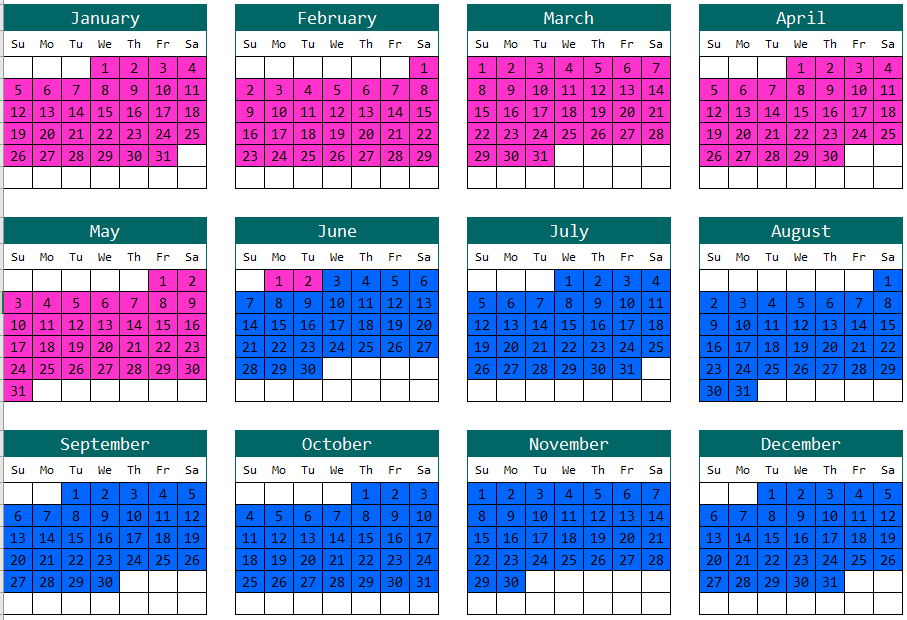 January February March April
Su Mo Tu We Th Fr Sa Su Mo Tu We Th Fr Sa Su Mo Tu We Th Fr Sa Su Mo Tu We Th Fr Sa
1 2 3 4 1 1 2 3 4 5 6 7 1 2 3 4
5 6 7 8 9 10 11 2 3 4 5 6 7 8 8 9 10 11 12 13 14 5 6 7 8 9 10 11
12 13 14 15 16 17 18 9 10 11 12 13 14 15 15 16 17 18 19 20 21 12 13 14 15 16 17 18
19 20 21 22 23 24 25 16 17 18 19 20 21 22 22 23 24 25 26 27 28 19 20 21 22 23 24 25
26 27 28 29 30 31 23 24 25 26 27 28 29 29 30 31 26 27 28 29 30
May June July August
Su Mo Tu We Th Fr Sa Su Mo Tu We Th Fr Sa Su Mo Tu We Th Fr Sa Su Mo Tu We Th Fr Sa
1 2 1 2 3 4 5 6 1 2 3 4 1
3 4 5 6 7 8 9 7 8 9 10 11 12 13 5 6 7 8 9 10 11 2 3 4 5 6 7 8
10 11 12 13 14 15 16 14 15 16 17 18 19 20 12 13 14 15 16 17 18 9 10 11 12 13 14 15
17 18 19 20 21 22 23 21 22 23 24 25 26 27 19 20 21 22 23 24 25 16 17 18 19 20 21 22
24 25 26 27 28 29 30 28 29 30 26 27 28 29 30 31 23 24 25 26 27 28 29
31 30 31
September October November December
Su Mo Tu We Th Fr Sa Su Mo Tu We Th Fr Sa Su Mo Tu We Th Fr Sa Su Mo Tu We Th Fr Sa
1 2 3 4 5 1 2 3 1 2 3 4 5 6 7 1 2 3 4 5
6 7 8 9 10 11 12 4 5 6 7 8 9 10 8 9 10 11 12 13 14 6 7 8 9 10 11 12
13 14 15 16 17 18 19 11 12 13 14 15 16 17 15 16 17 18 19 20 21 13 14 15 16 17 18 19
20 21 22 23 24 25 26 18 19 20 21 22 23 24 22 23 24 25 26 27 28 20 21 22 23 24 25 26
27 28 29 30 25 26 27 28 29 30 31 29 30 27 28 29 30 31